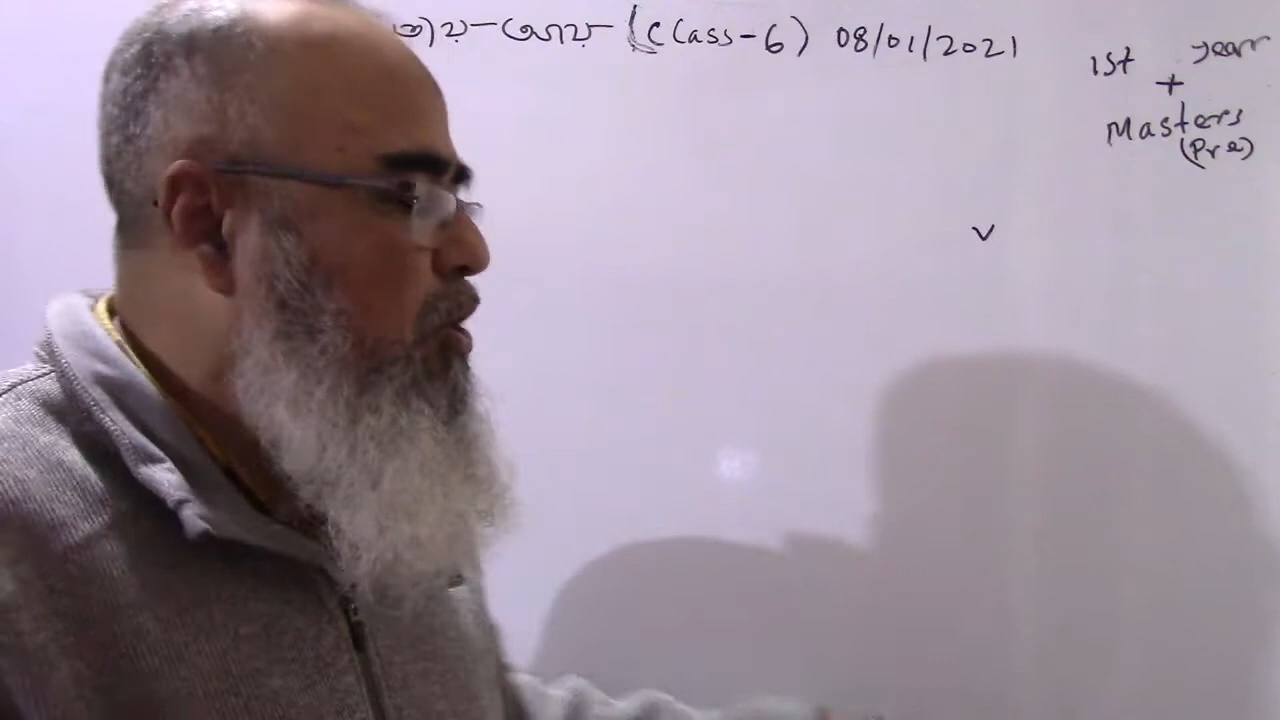 (Class-6) 08/01/2021
1st year
+
Masters
(Pre)
v